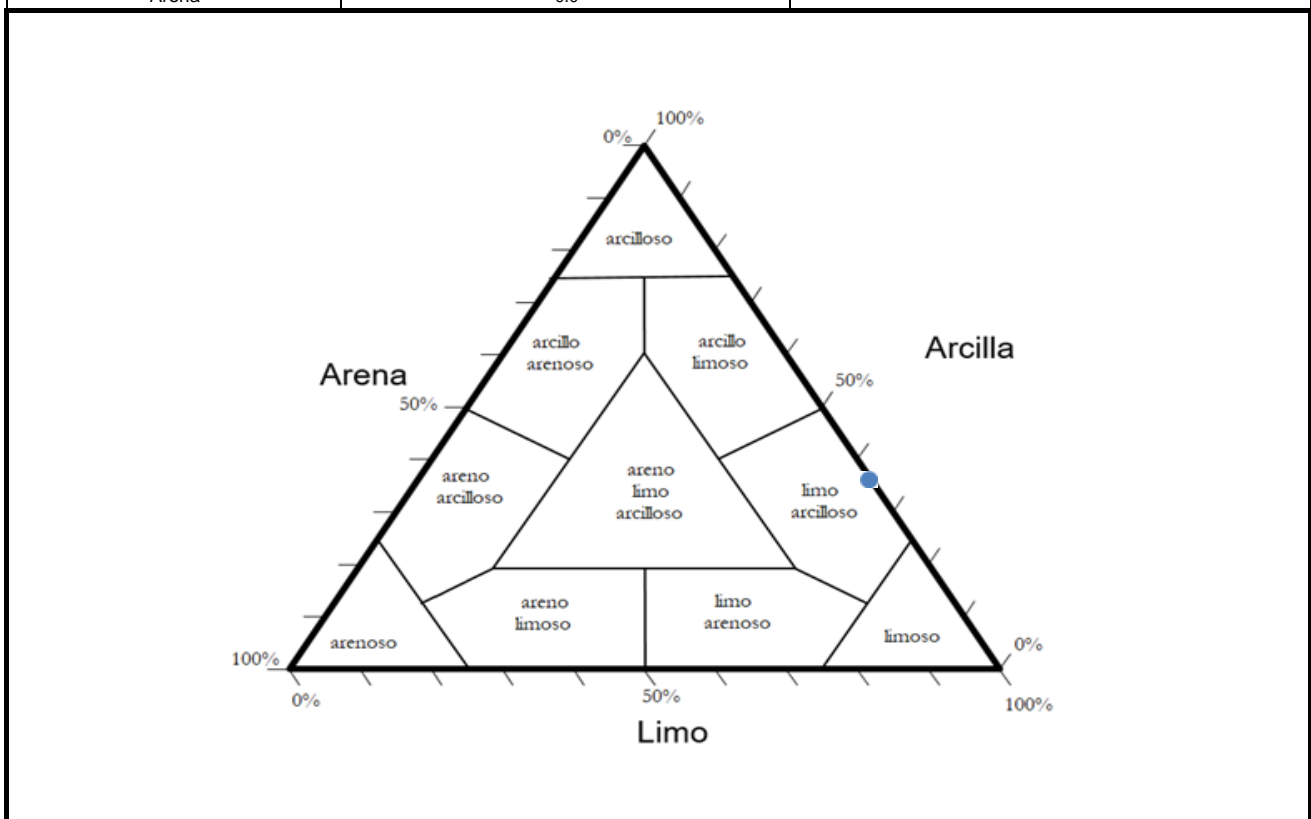 100%
0%
arcilloso
arcillo
arenoso
arcillo
limoso
Arcilla
Arena
50%
50%
areno
arcilloso
areno
limo
arcilloso
limo
arcilloso
areno
limoso
limo
arenoso
arenoso
limoso
100%
0%
0%
50%
100%
Limo